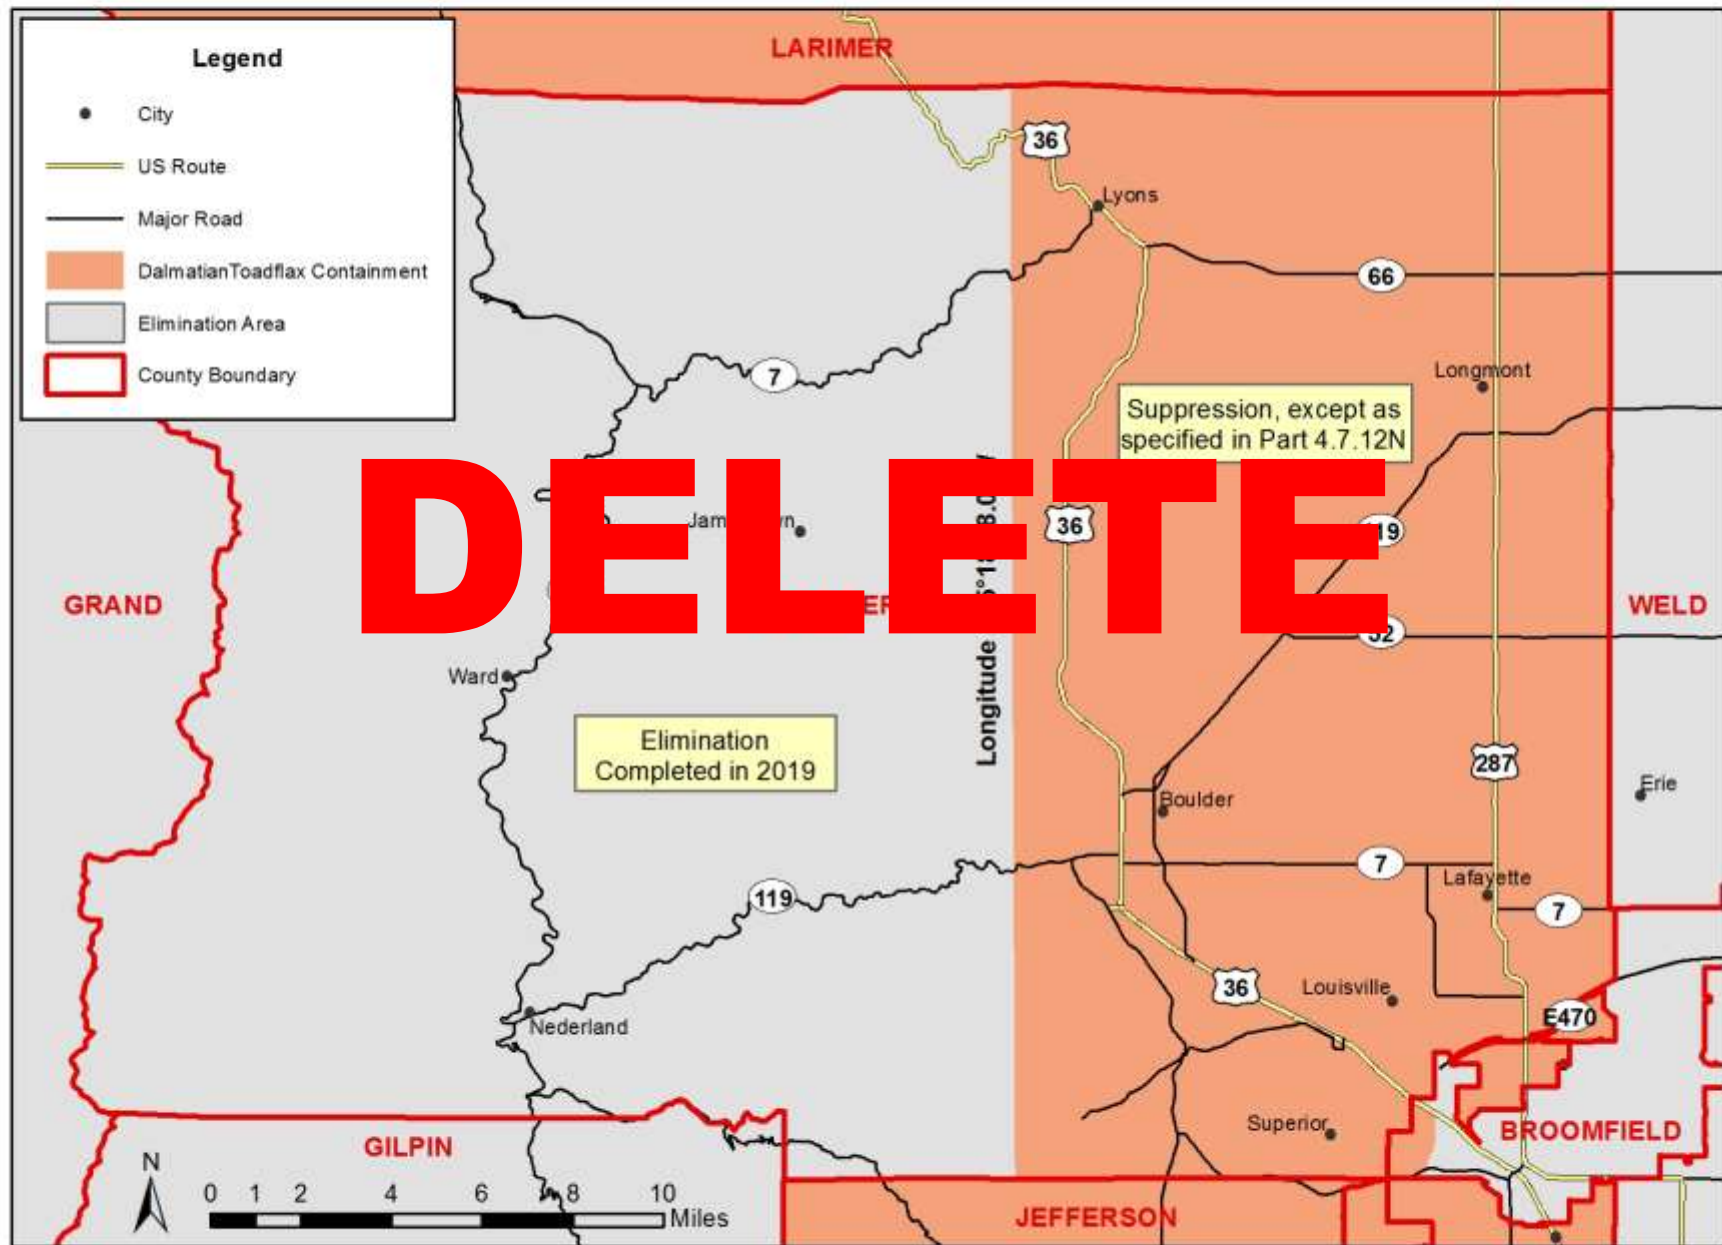 Legend
City
US Route
Major Road
DalmatianToadflax Containment
Elimination Area
County Boundary
LARIMER
36
Lyons
66
7
Longmont
Suppression, except as
specified in Part 4.7.12N
DELETE
36
GRAND
WELD
Ward
Longitude
Elimination
Completed in 2019
287
Erie
Boulder
7
Lafayette
119
7
36
Louisville
E470
Nederland
Superior
BROOMFIELD
GILPIN
N
0 1 2 4 6 8 10
Miles
JEFFERSON